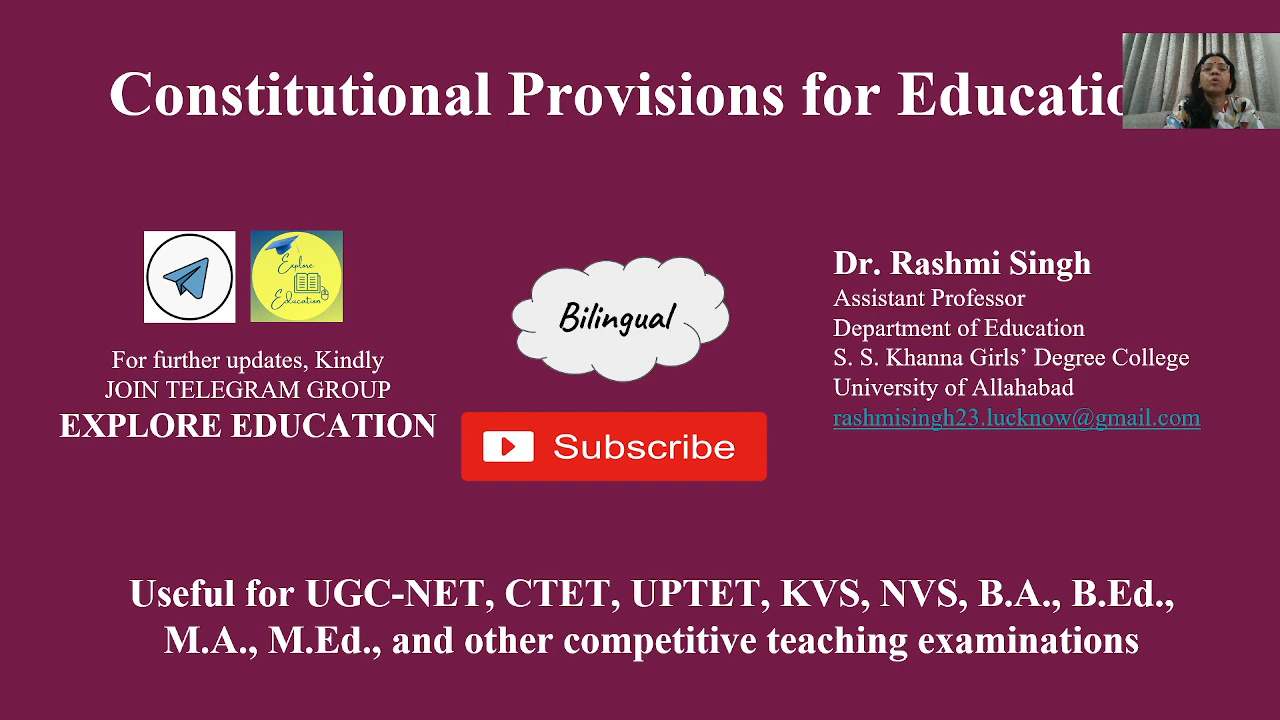 Constitutional Provisions for Educatio
Explore
Education
For further updates, Kindly
JOIN TELEGRAM GROUP
EXPLORE EDUCATION
Bilingual
Subscribe
Dr. Rashmi Singh
Assistant Professor
Department of Education
S. S. Khanna Girls’ Degree College
University of Allahabad
rashmisingh23.lucknow@gmail.com
Useful for UGC-NET, CTET, UPTET, KVS, NVS, B.A., B.Ed.,
M.A., M.Ed., and other competitive teaching examinations